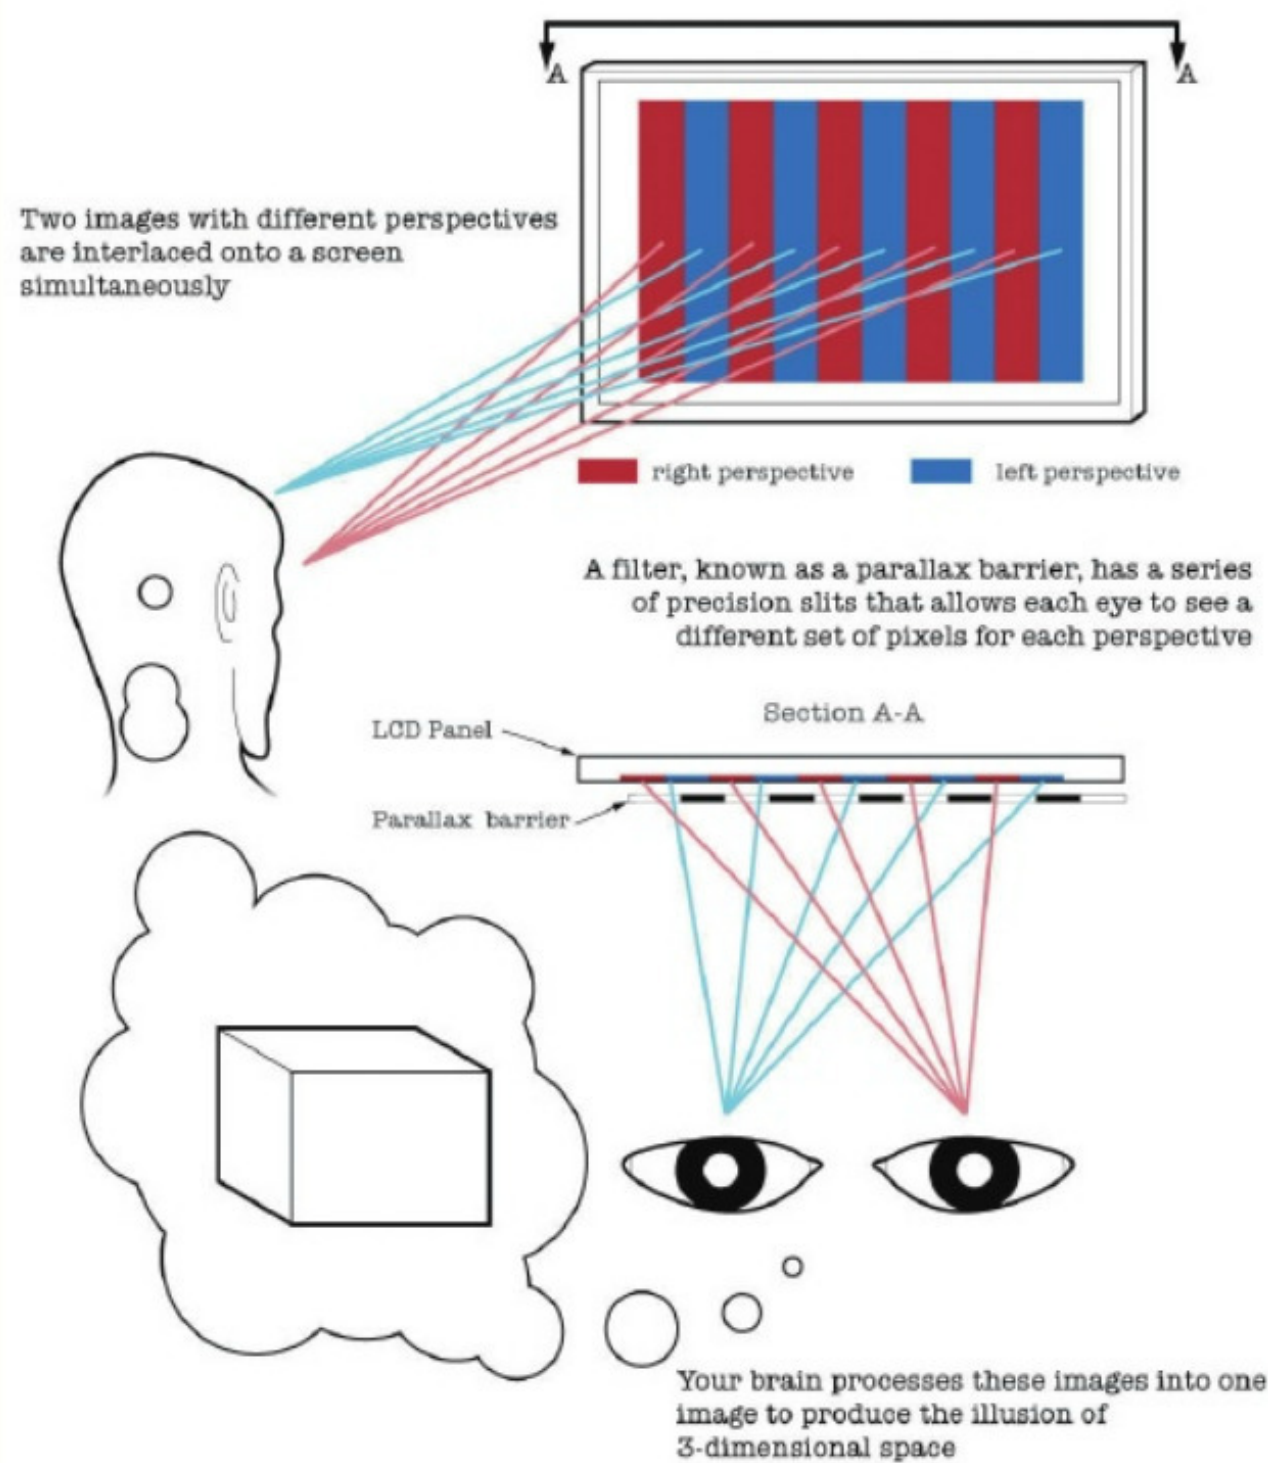 A
A
Two images with different perspectives
are interlaced onto a screen
simultaneously
right perspective
left perspective
A filter, known as a parallax barrier, has a series
of precision slits that allows each eye to see a
different set of pixels for each perspective
Section A-A
LCD Panel
Parallax barrier
Your brain processes these images into one
image to produce the illusion of
3-dimensional space